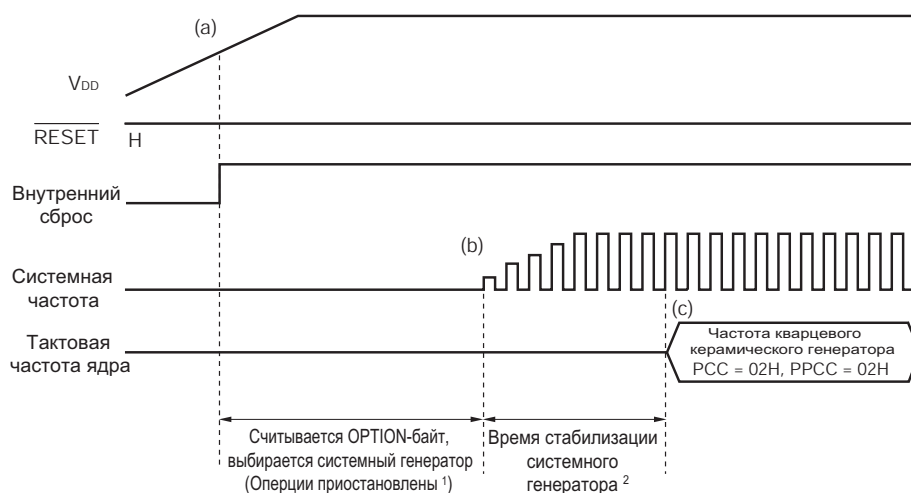 (a)
VDD
RESET
H
Внутренний
сброс
(b)
Системная
частота
(c)
Тактовая
частота ядра
Частота кварцевого
керамического генератора
PCC = 02H, PPCC = 02H
Считывается OPTION-байт,
выбирается системный генератор
(Оперции приостановлены 1)
Время стабилизации
системного
генератора 2